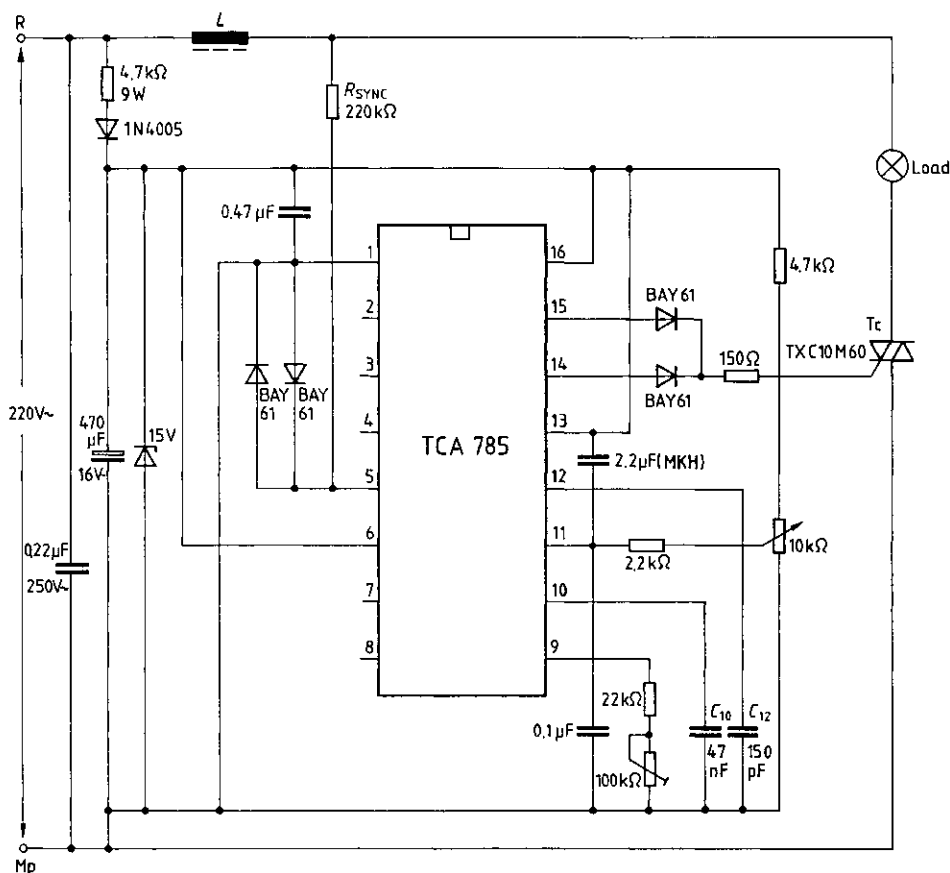 R
L
4.7kΩ
9W
R SYNC
220kΩ
1N4005
Load
0.47µF
1
16
4.7kΩ
2
15
BAY61
Tc
TXC10M60
3
14
150Ω
BAY
61
BAY
61
BAY61
220V~
470
µF
16V-
15V
4
13
TCA 785
2.2µF(MKH)
5
12
6
11
2,2kΩ
10kΩ
0,22µF
250V~
7
10
8
9
22kΩ
0,1µF
C10
47
nF
C12
150
pF
100kΩ
Mp